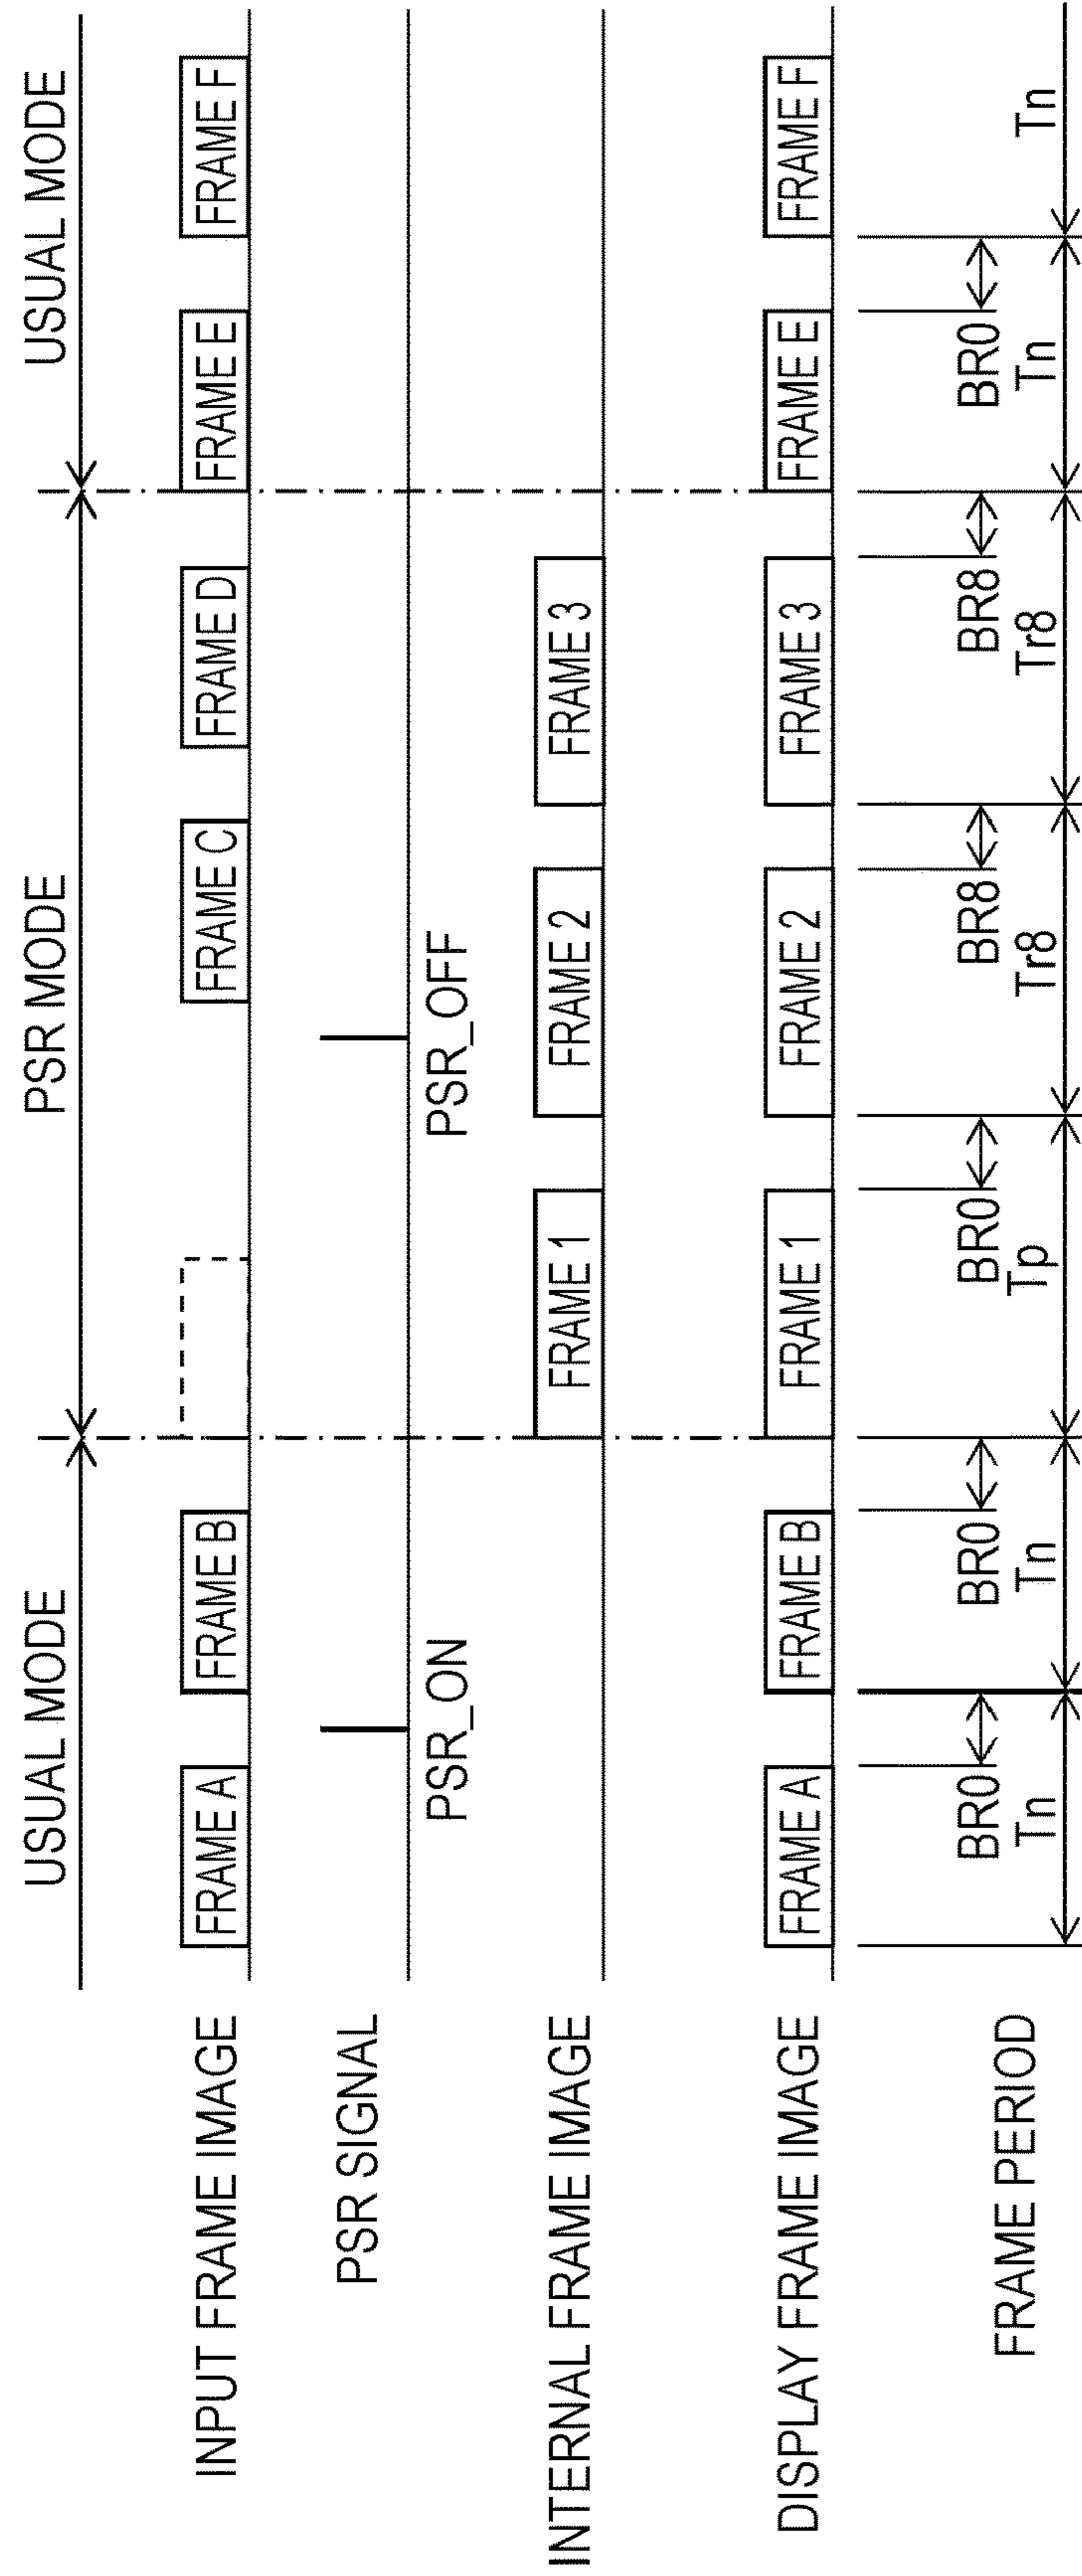 USUAL MODE
PSR MODE
USUAL MODE
INPUT FRAME IMAGE
FRAME A
FRAME B
FRAME C
FRAME D
FRAME E
FRAME F
PSR SIGNAL
PSR_ON
PSR_OFF
INTERNAL FRAME IMAGE
FRAME 1
FRAME 2
FRAME 3
DISPLAY FRAME IMAGE
FRAME A
FRAME B
FRAME 1
FRAME 2
FRAME 3
FRAME E
FRAME F
FRAME PERIOD
BR0
BR0
BR0
BR8
BR8
BR0
Tn
Tn
Tp
Tr8
Tr8
Tn
Tn